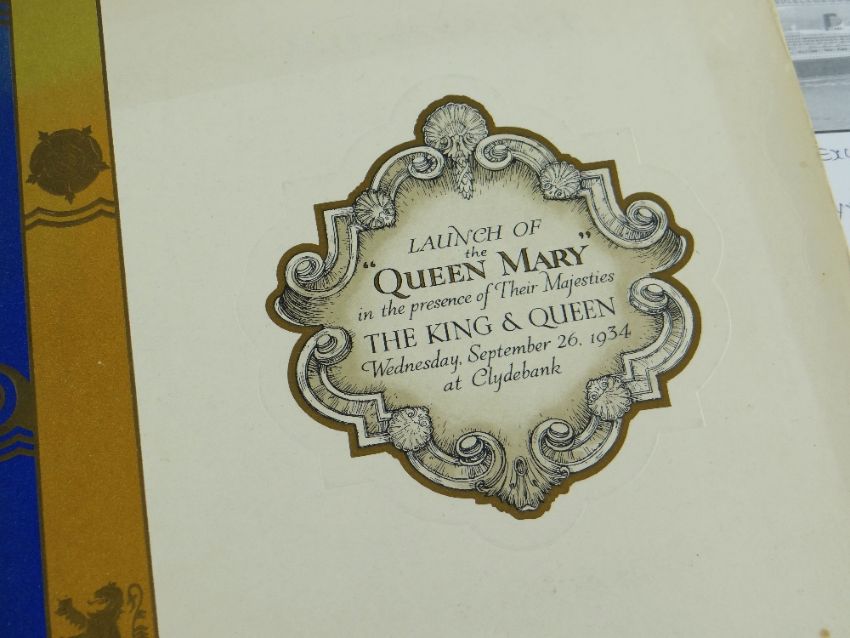 LAUNCH OF
the
“QUEEN MARY”
in the presence of Their Majesties
THE KING & QUEEN
Wednesday, September 26, 1934
at Clydebank